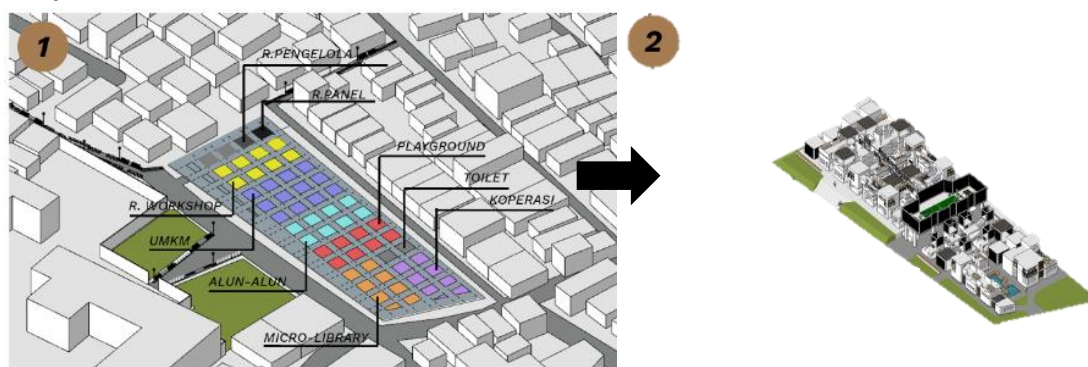 1
2
R.PENGELOLA
R.PANEL
PLAYGROUND
TOILET
KOPERASI
R. WORKSHOP
UMKM
ALUN-ALUN
MICRO-LIBRARY